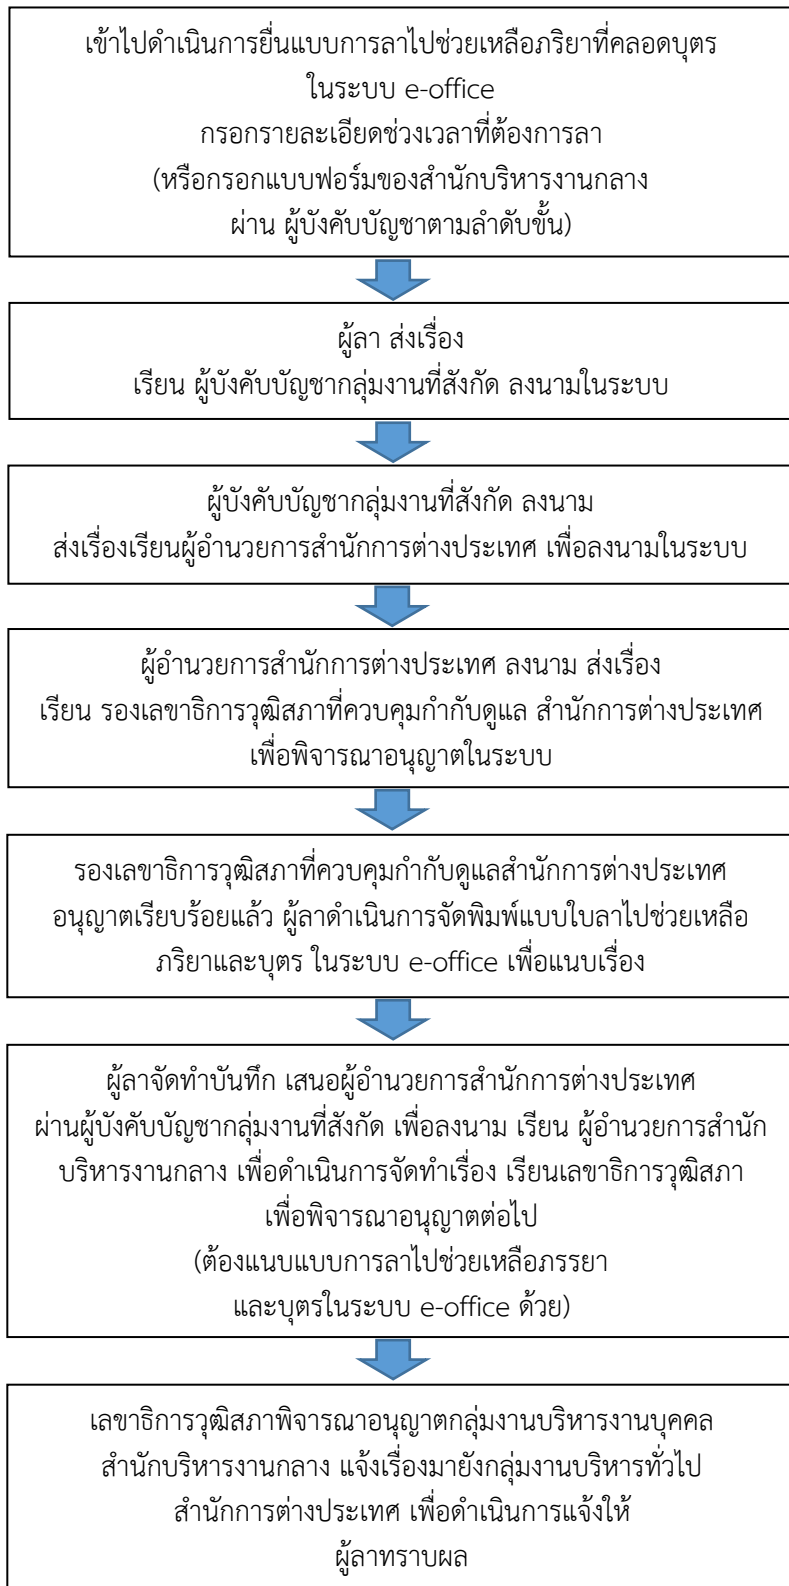 เข้าไปดำเนินการยื่นแบบการลาไปช่วยเหลือภริยาที่คลอดบุตร
ในระบบ e-office
กรอกรายละเอียดช่วงเวลาที่ต้องการลา
(หรือกรอกแบบฟอร์มของสำนักบริหารงานกลาง
ผ่าน ผู้บังคับบัญชาตามลำดับขั้น)
ผู้ลา ส่งเรื่อง
เรียน ผู้บังคับบัญชากลุ่มงานที่สังกัด ลงนามในระบบ
ผู้บังคับบัญชากลุ่มงานที่สังกัด ลงนาม
ส่งเรื่องเรียนผู้อำนวยการสำนักการต่างประเทศ เพื่อลงนามในระบบ
ผู้อำนวยการสำนักการต่างประเทศ ลงนาม ส่งเรื่อง
เรียน รองเลขาธิการวุฒิสภาที่ควบคุมกำกับดูแล สำนักการต่างประเทศ
เพื่อพิจารณาอนุญาตในระบบ
รองเลขาธิการวุฒิสภาที่ควบคุมกำกับดูแลสำนักการต่างประเทศ
อนุญาตเรียบร้อยแล้ว ผู้ลาดำเนินการจัดพิมพ์แบบใบลาไปช่วยเหลือ
ภริยาและบุตร ในระบบ e-office เพื่อแนบเรื่อง
ผู้ลาจัดทำบันทึก เสนอผู้อำนวยการสำนักการต่างประเทศ
ผ่านผู้บังคับบัญชากลุ่มงานที่สังกัด เพื่อลงนาม เรียน ผู้อำนวยการสำนัก
บริหารงานกลาง เพื่อดำเนินการจัดทำเรื่อง เรียนเลขาธิการวุฒิสภา
เพื่อพิจารณาอนุญาตต่อไป
(ต้องแนบแบบการลาไปช่วยเหลือภรรยา
และบุตรในระบบ e-office ด้วย)
เลขาธิการวุฒิสภาพิจารณาอนุญาตกลุ่มงานบริหารงานบุคคล
สำนักบริหารงานกลาง แจ้งเรื่องมายังกลุ่มงานบริหารทั่วไป
สำนักการต่างประเทศ เพื่อดำเนินการแจ้งให้
ผู้ลาทราบผล